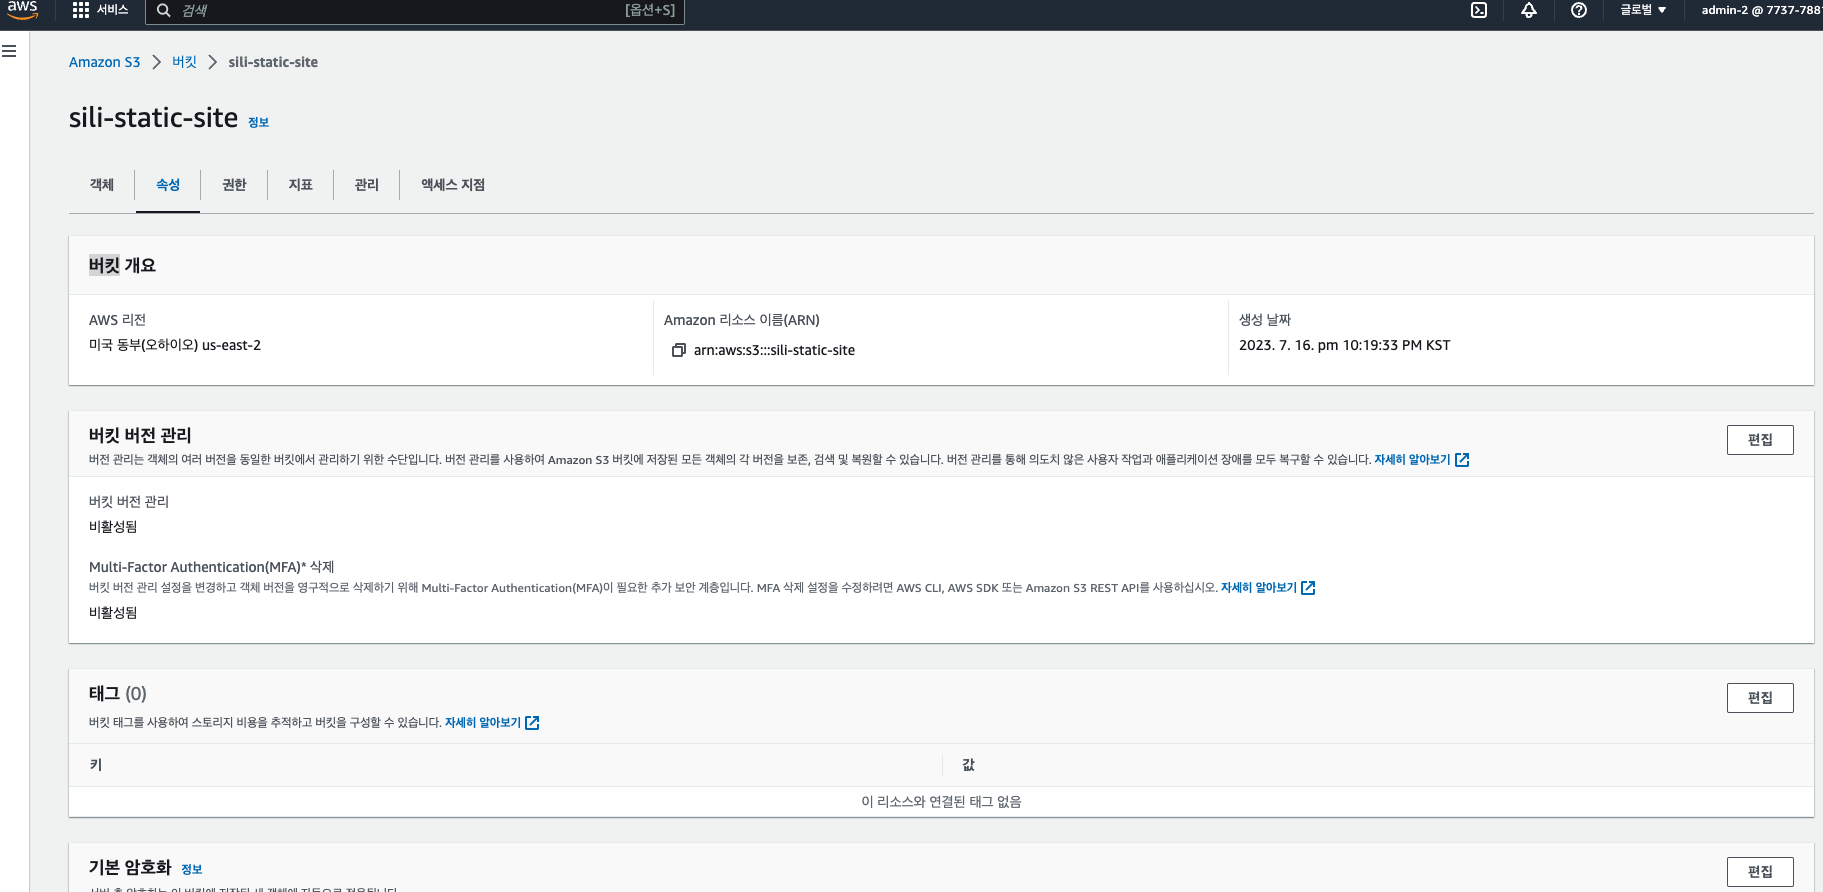 aws
서비스
검색
[옵션+S]
글로벌
admin-2 @ 7737-788
Amazon S3
버킷
sili-static-site
sili-static-site 정보
객체
속성
권한
지표
관리
액세스 지점
버킷 개요
AWS 리전
미국 동부(오하이오) us-east-2
Amazon 리소스 이름(ARN)
arn:aws:s3:::sili-static-site
생성 날짜
2023. 7. 16. pm 10:19:33 PM KST
버킷 버전 관리
편집
버전 관리는 객체의 여러 버전을 동일한 버킷에서 관리하기 위한 수단입니다. 버전 관리를 사용하여 Amazon S3 버킷에 저장된 모든 객체의 각 버전을 보존, 검색 및 복원할 수 있습니다. 버전 관리를 통해 의도치 않은 사용자 작업과 애플리케이션 장애를 모두 복구할 수 있습니다. 자세히 알아보기
버킷 버전 관리
비활성됨
Multi-Factor Authentication(MFA)* 삭제
버킷 버전 관리 설정을 변경하고 객체 버전을 영구적으로 삭제하기 위해 Multi-Factor Authentication(MFA)이 필요한 추가 보안 계층입니다. MFA 삭제 설정을 수정하려면 AWS CLI, AWS SDK 또는 Amazon S3 REST API를 사용하십시오. 자세히 알아보기
비활성됨
태그 (0)
편집
버킷 태그를 사용하여 스토리지 비용을 추적하고 버킷을 구성할 수 있습니다. 자세히 알아보기
키
값
이 리소스와 연결된 태그 없음
기본 암호화 정보
편집